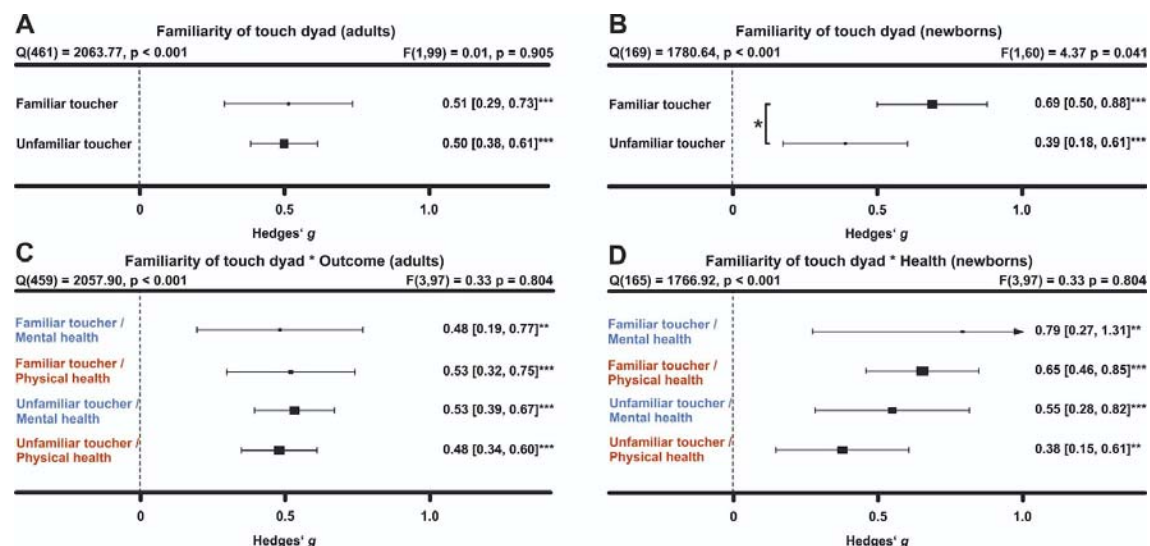 A
Familiarity of touch dyad (adults)
Q(461) = 2063.77, p < 0.001
F(1,99) = 0.01, p = 0.905
Familiar toucher
0.51 [0.29, 0.73]***
Unfamiliar toucher
0.50 [0.38, 0.61]***
0
0.5
1.0
Hedges‘ g
B
Familiarity of touch dyad (newborns)
Q(169) = 1780.64, p < 0.001
F(1,60) = 4.37 p = 0.041
Familiar toucher
0.69 [0.50, 0.88]***
*
Unfamiliar toucher
0.39 [0.18, 0.61]***
0
0.5
1.0
Hedges‘ g
C
Familiarity of touch dyad * Outcome (adults)
Q(459) = 2057.90, p < 0.001
F(3,97) = 0.33 p = 0.804
Familiar toucher /
Mental health
0.48 [0.19, 0.77]**
Familiar toucher /
Physical health
0.53 [0.32, 0.75]***
Unfamiliar toucher /
Mental health
0.53 [0.39, 0.67]***
Unfamiliar toucher /
Physical health
0.48 [0.34, 0.60]***
0
0.5
1.0
Hedges‘ g
D
Familiarity of touch dyad * Health (newborns)
Q(165) = 1766.92, p < 0.001
F(3,97) = 0.33 p = 0.804
Familiar toucher /
Mental health
0.79 [0.27, 1.31]**
Familiar toucher /
Physical health
0.65 [0.46, 0.85]***
Unfamiliar toucher /
Mental health
0.55 [0.28, 0.82]***
Unfamiliar toucher /
Physical health
0.38 [0.15, 0.61]**
0
0.5
1.0
Hedges‘ g